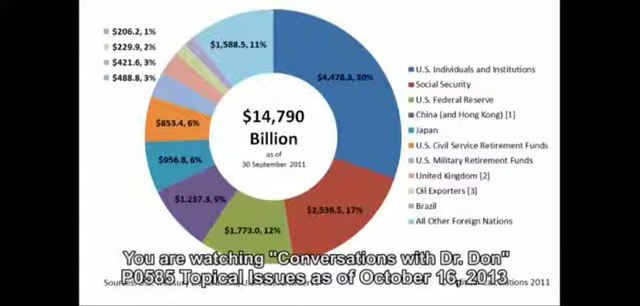 $206.2, 1%
$229.9, 2%
$421.6, 3%
$488.8, 3%
$1,588.5, 11%
$4,478.3, 30%
$853.4, 6%
$956.8, 6%
$1,257.3, 9%
$1,773.0, 12%
$2,536.5, 17%
$14,790
Billion
as of
30 September 2011
U.S. Individuals and Institutions
Social Security
U.S. Federal Reserve
China (and Hong Kong) [1]
Japan
U.S. Civil Service Retirement Funds
U.S. Military Retirement Funds
United Kingdom [2]
Oil Exporters [3]
Brazil
All Other Foreign Nations
You are watching "Conversations with Dr. Don"
P0585 Topical Issues as of October 16, 2013
2011